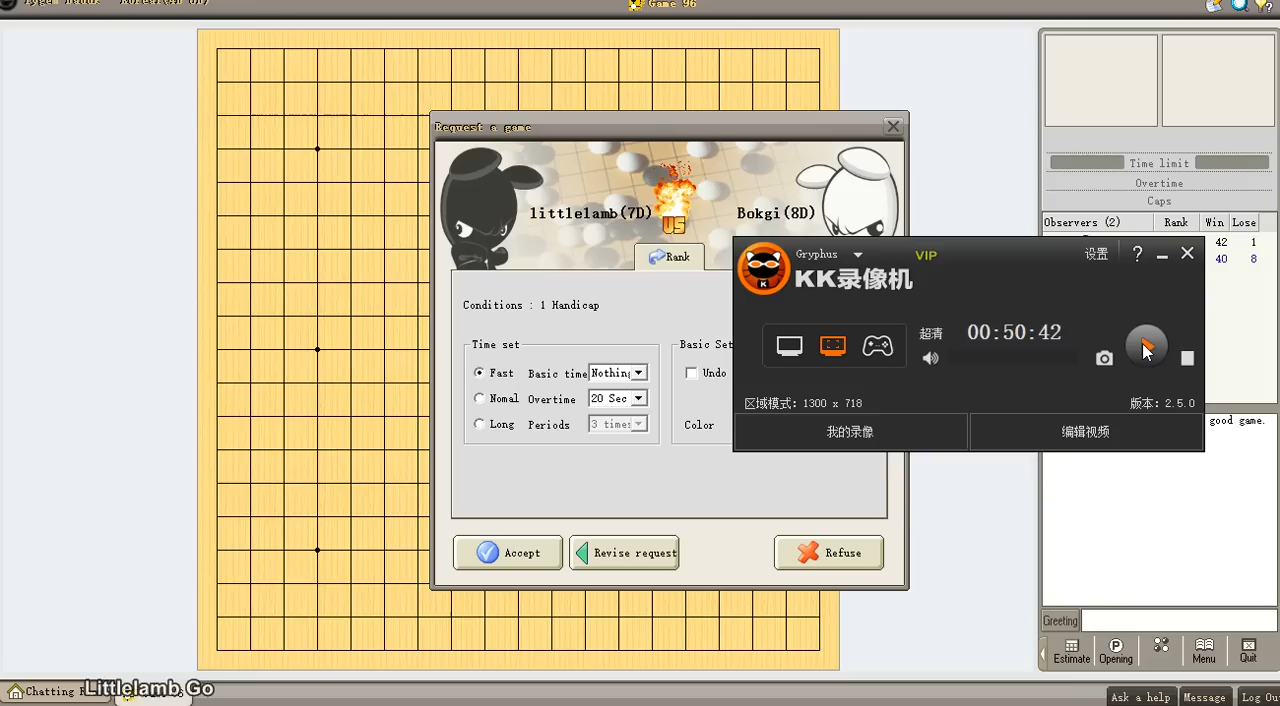 Game 96
Request a game
littlelamb(7D)
VS
Bokgi(8D)
Rank
Conditions : 1 Handicap
Time set
Fast Basic time Nothin
Nomal Overtime 20 Sec
Long Periods 3 times
Basic Set
Undo
Color
Accept
Revise request
Refuse
Gryphus
VIP
设置
?
KK录像机
超清
00:50:42
区域模式: 1300 x 718
版本: 2.5.0
我的录像
编辑视频
Time limit
Overtime
Caps
Observers (2) Rank Win Lose
42 1
40 8
good game.
Greeting
Estimate
Opening
Menu
Quit
Chatting
Littlelamb.Go
Ask a help
Message
Log Ou